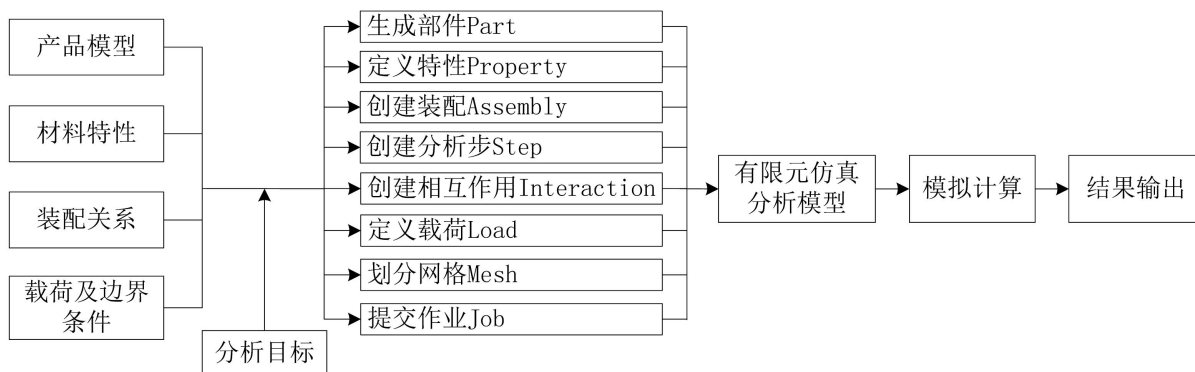 产品模型
材料特性
装配关系
载荷及边界
条件
分析目标
生成部件Part
定义特性Property
创建装配Assembly
创建分析步Step
创建相互作用Interaction
定义载荷Load
划分网格Mesh
提交作业Job
有限元仿真
分析模型
模拟计算
结果输出